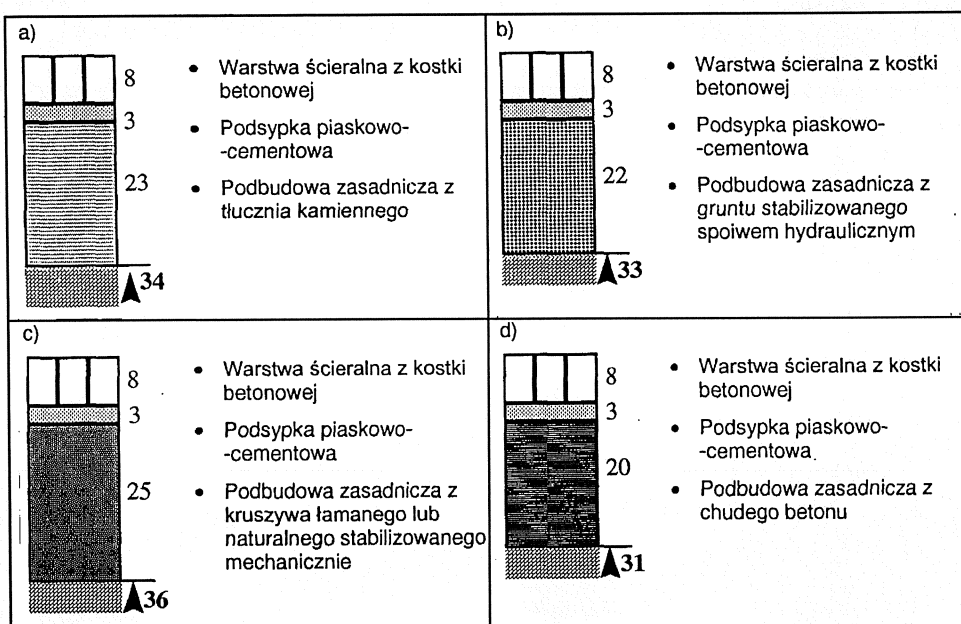 a)
8
3
23
34
• Warstwa ścieralna z kostki
betonowej
• Podsypka piaskowo-
-cementowa
• Podbudowa zasadnicza z
tłucznia kamiennego
b)
8
3
22
33
• Warstwa ścieralna z kostki
betonowej
• Podsypka piaskowo-
-cementowa
• Podbudowa zasadnicza z
gruntu stabilizowanego
spoiwem hydraulicznym
c)
8
3
25
36
• Warstwa ścieralna z kostki
betonowej
• Podsypka piaskowo-
-cementowa
• Podbudowa zasadnicza z
kruszywa łamanego lub
naturalnego stabilizowanego
mechanicznie
d)
8
3
20
31
• Warstwa ścieralna z kostki
betonowej
• Podsypka piaskowo-
-cementowa
• Podbudowa zasadnicza z
chudego betonu